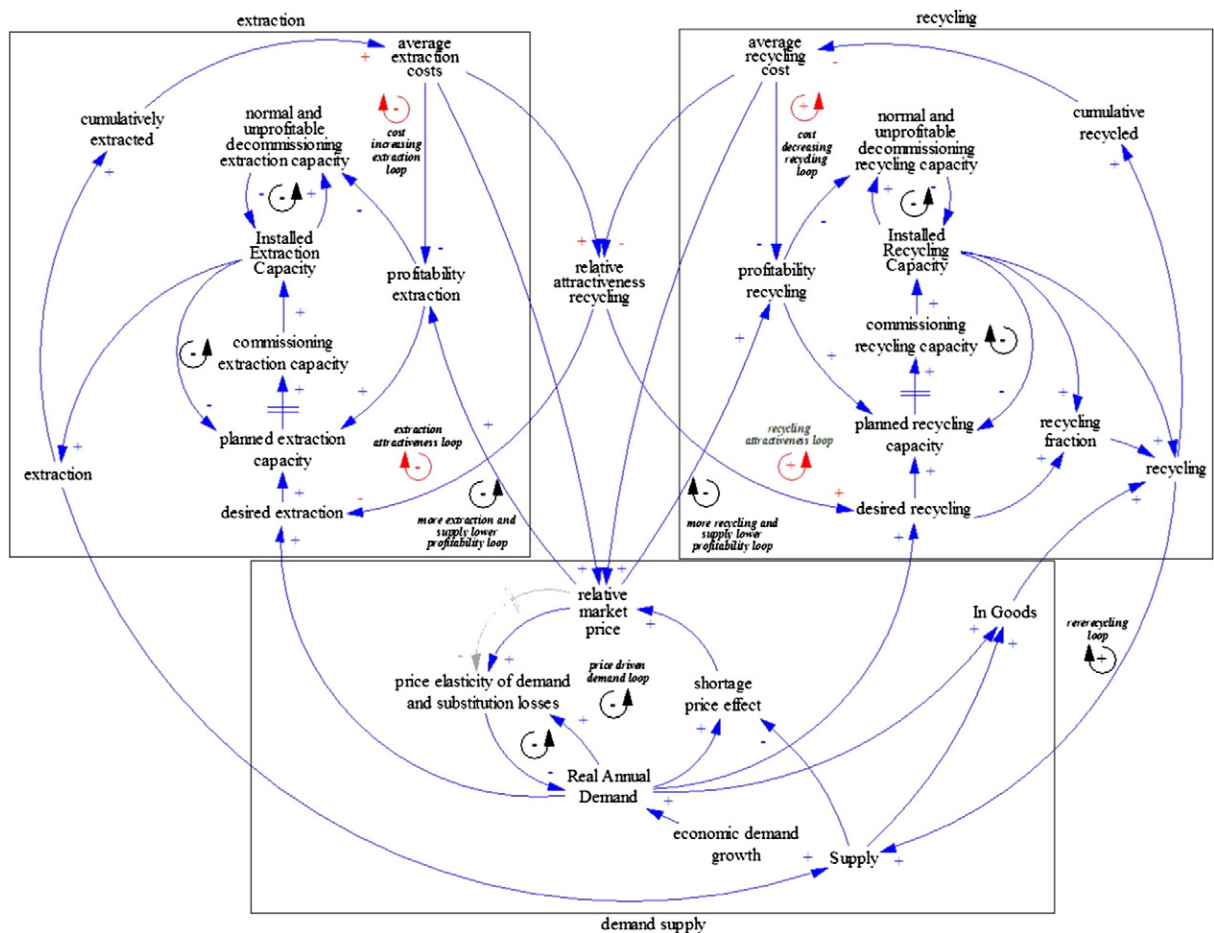 extraction
recycling
average
extraction
costs
average
recycling
cost
+
-
-
cost
increasing
extraction
loop
+
cost
decreasing
recycling
loop
cumulatively
extracted
+
normal and
unprofitable
decommissioning
extraction capacity
normal and
unprofitable
decommissioning
recycling capacity
cumulative
recycled
+
-
-
+
-
-
+
-
-
Installed
Extraction
Capacity
-
profitability
extraction
+
-
relative
attractiveness
recycling
-
profitability
recycling
Installed
Recycling
Capacity
+
+
+
-
commissioning
extraction capacity
commissioning
recycling capacity
-
+
+
-
+
+
-
+
planned extraction
capacity
extraction
attractiveness loop
-
+
recycling
attractiveness loop
+
planned recycling
capacity
recycling
fraction
+
+
extraction
+
desired extraction
-
-
more extraction and
supply lower
profitability loop
-
more recycling and
supply lower
profitability loop
+
+
desired recycling
+
recycling
+
+
+
+
+
relative
market
price
+
In Goods
+
+
rererecycling
loop
+
-
+
price elasticity of demand
and substitution losses
price driven
demand loop
-
shortage
price effect
-
+
+
-
-
Real Annual
Demand
+
economic demand
growth
+
Supply
+
demand supply